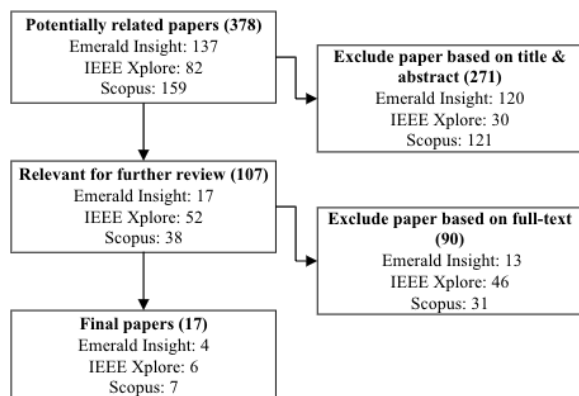 Potentially related papers (378)
Emerald Insight: 137
IEEE Xplore: 82
Scopus: 159
Exclude paper based on title &
abstract (271)
Emerald Insight: 120
IEEE Xplore: 30
Scopus: 121
Relevant for further review (107)
Emerald Insight: 17
IEEE Xplore: 52
Scopus: 38
Exclude paper based on full-text
(90)
Emerald Insight: 13
IEEE Xplore: 46
Scopus: 31
Final papers (17)
Emerald Insight: 4
IEEE Xplore: 6
Scopus: 7